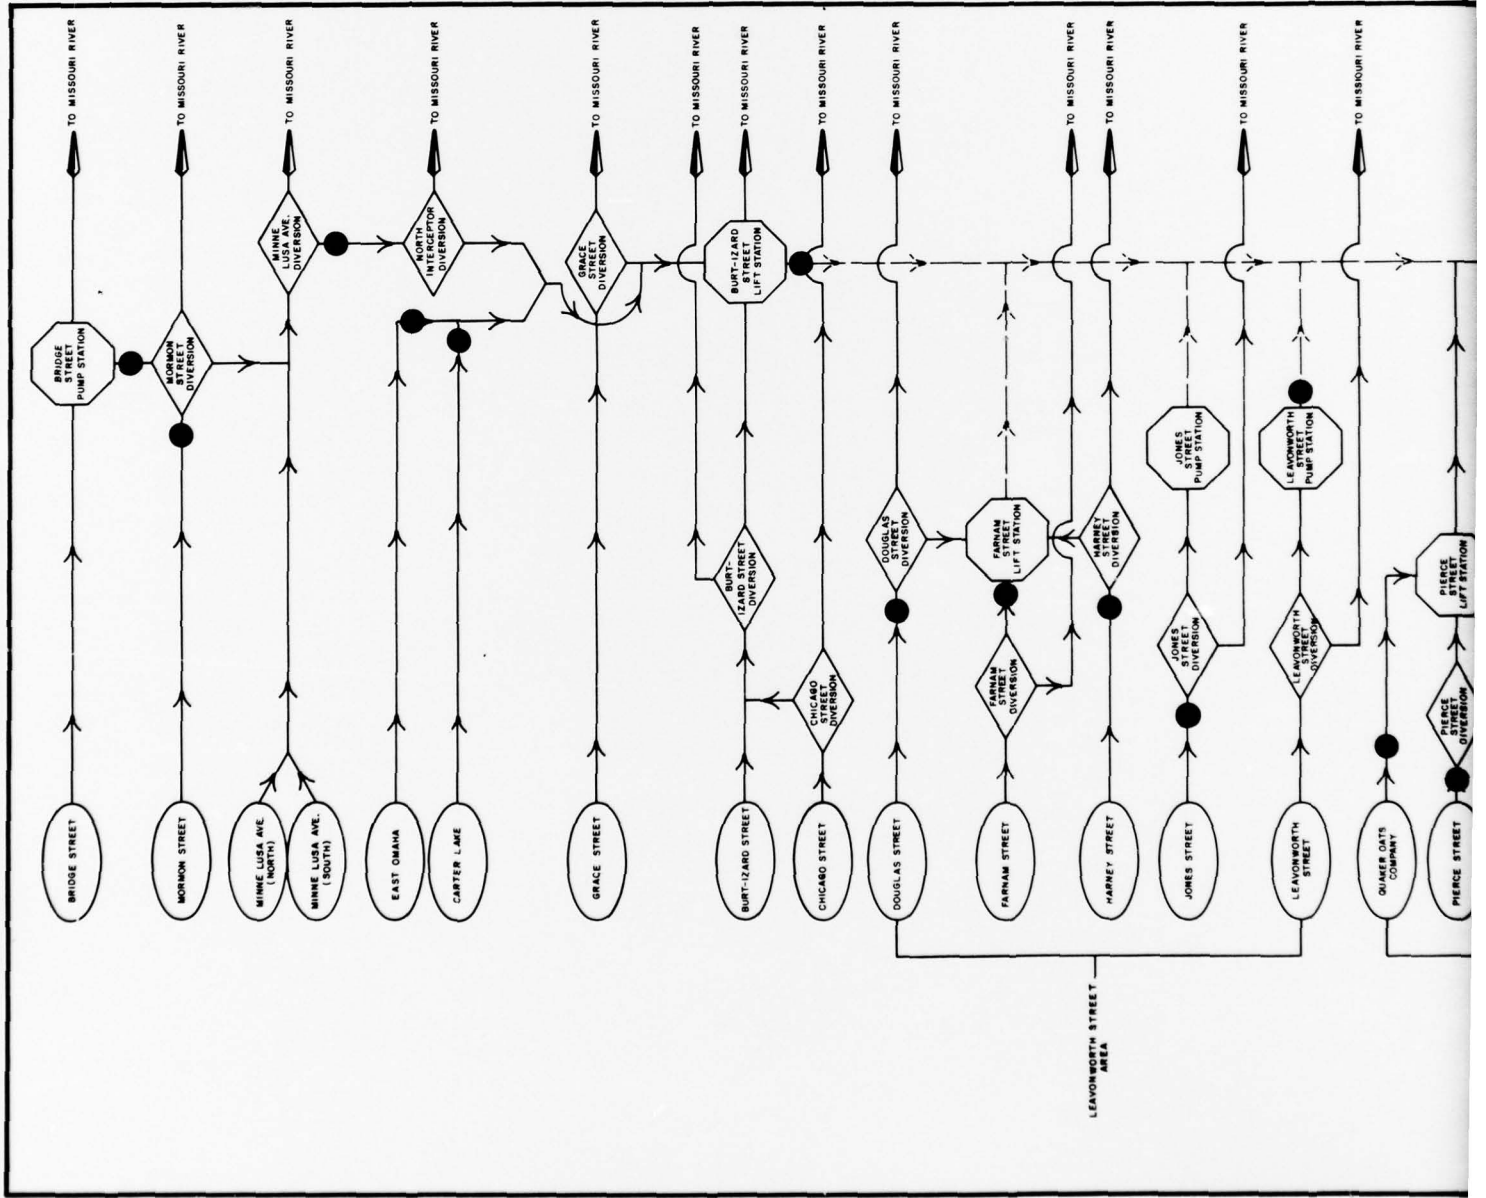 TO MISSOURI RIVER
TO MISSOURI RIVER
TO MISSOURI RIVER
TO MISSOURI RIVER
TO MISSOURI RIVER
TO MISSOURI RIVER
TO MISSOURI RIVER
TO MISSOURI RIVER
TO MISSOURI RIVER
TO MISSOURI RIVER
TO MISSOURI RIVER
TO MISSOURI RIVER
TO MISSOURI RIVER
BRIDGE
STREET
PUMP STATION
MORMON
STREET
DIVERSION
MINNE
LUSA AVE.
DIVERSION
NORTH
INTERCEPTOR
DIVERSION
GRACE
STREET
DIVERSION
BURT-IZARD
STREET
LIFT STATION
BURT-
IZARD STREET
DIVERSION
CHICAGO
STREET
DIVERSION
DOUGLAS
STREET
DIVERSION
FARNAM
STREET
LIFT STATION
FARNAM
STREET
DIVERSION
HARNEY
STREET
DIVERSION
JONES
STREET
PUMP STATION
JONES
STREET
DIVERSION
LEAVONWORTH
STREET
PUMP STATION
LEAVONWORTH
STREET
DIVERSION
PIERCE
STREET
LIFT STATION
PIERCE
STREET
DIVERSION
BRIDGE STREET
MORMON STREET
MINNE LUSA AVE.
(NORTH)
MINNE LUSA AVE.
(SOUTH)
EAST OMAHA
CARTER LAKE
GRACE STREET
BURT-IZARD STREET
CHICAGO STREET
DOUGLAS STREET
FARNAM STREET
HARNEY STREET
JONES STREET
LEAVONWORTH
STREET
QUAKER OATS
COMPANY
PIERCE STREET
LEAVONWORTH STREET
AREA